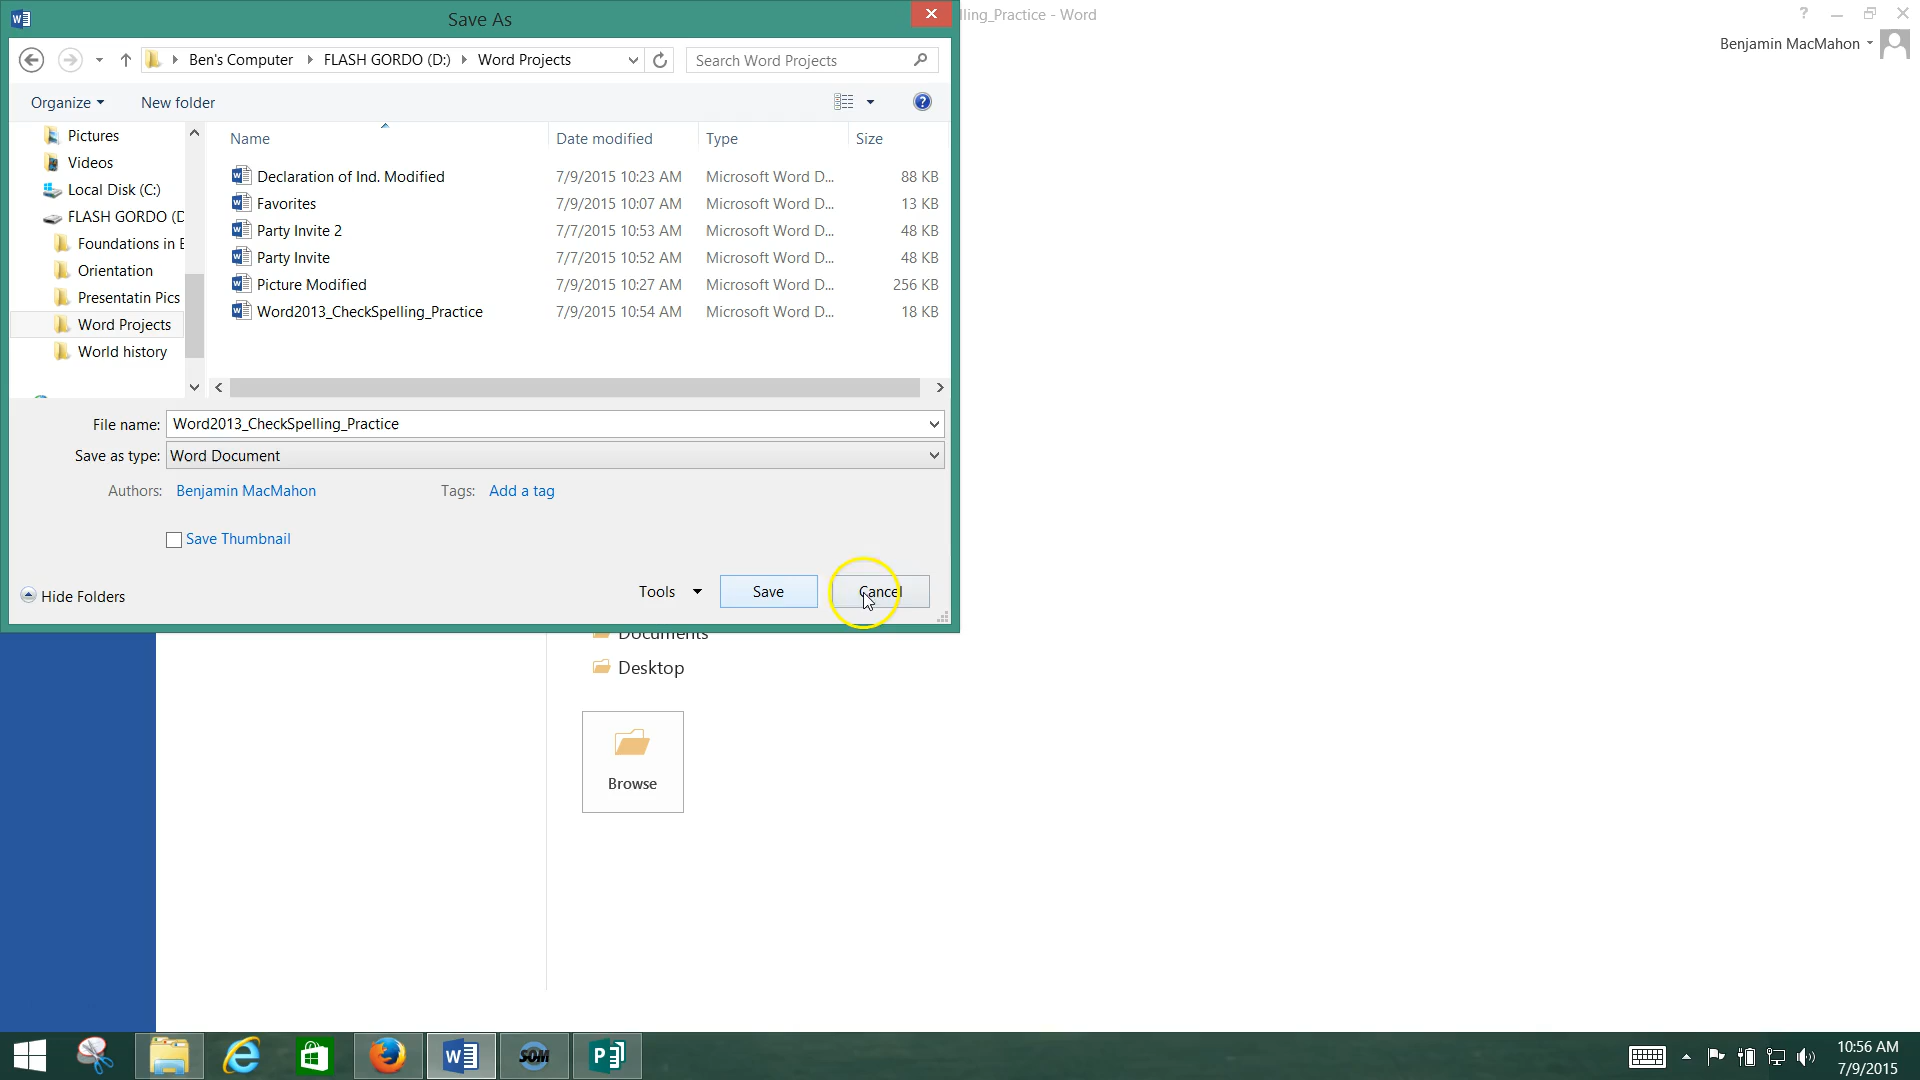 Save As
lling_Practice - Word
Benjamin MacMahon
Ben's Computer FLASH GORDO (D:) Word Projects
Search Word Projects
Organize New folder
Pictures
Videos
Local Disk (C:)
FLASH GORDO (D
Foundations in E
Orientation
Presentatin Pics
Word Projects
World history
Name Date modified Type Size
Declaration of Ind. Modified 7/9/2015 10:23 AM Microsoft Word D... 88 KB
Favorites 7/9/2015 10:07 AM Microsoft Word D... 13 KB
Party Invite 2 7/7/2015 10:53 AM Microsoft Word D... 48 KB
Party Invite 7/7/2015 10:52 AM Microsoft Word D... 48 KB
Picture Modified 7/9/2015 10:27 AM Microsoft Word D... 256 KB
Word2013_CheckSpelling_Practice 7/9/2015 10:54 AM Microsoft Word D... 18 KB
File name: Word2013_CheckSpelling_Practice
Save as type: Word Document
Authors: Benjamin MacMahon Tags: Add a tag
Save Thumbnail
Hide Folders Tools Save Cancel
Documents
Desktop
Browse
SOM
10:56 AM
7/9/2015